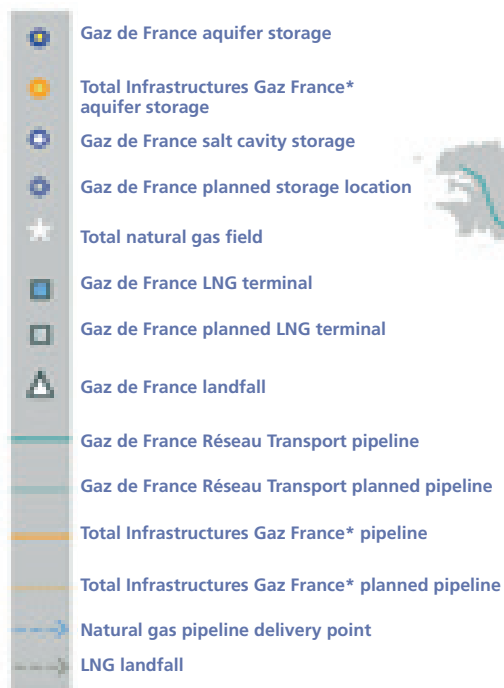 Gaz de France aquifer storage
Total Infrastructures Gaz France*
aquifer storage
Gaz de France salt cavity storage
Gaz de France planned storage location
Total natural gas field
Gaz de France LNG terminal
Gaz de France planned LNG terminal
Gaz de France landfall
Gaz de France Réseau Transport pipeline
Gaz de France Réseau Transport planned pipeline
Total Infrastructures Gaz France* pipeline
Total Infrastructures Gaz France* planned pipeline
Natural gas pipeline delivery point
LNG landfall